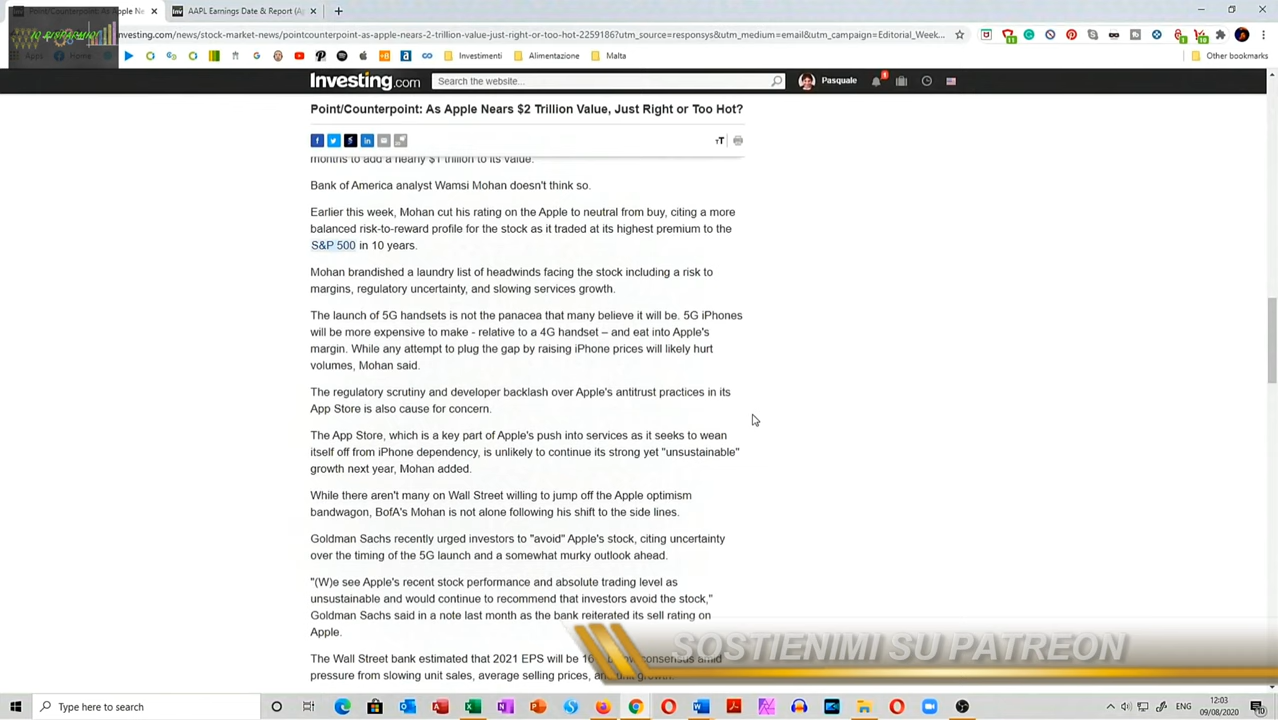 Point/Counterpoint: As Apple Ne
AAPL Earnings Date & Report (A
IO RISPARMIO
investing.com/news/stock-market-news/pointcounterpoint-as-apple-nears-2-trillion-value-just-right-or-too-hot-2259186?utm_source=responsys&utm_medium=email&utm_campaign=Editorial_Week...
Apps
Home
Investimenti
Alimentazione
Malta
Other bookmarks
Investing.com
Search the website...
Pasquale
Point/Counterpoint: As Apple Nears $2 Trillion Value, Just Right or Too Hot?
months to add a nearly $1 trillion to its value.
Bank of America analyst Wamsi Mohan doesn't think so.
Earlier this week, Mohan cut his rating on the Apple to neutral from buy, citing a more
balanced risk-to-reward profile for the stock as it traded at its highest premium to the
S&P 500 in 10 years.
Mohan brandished a laundry list of headwinds facing the stock including a risk to
margins, regulatory uncertainty, and slowing services growth.
The launch of 5G handsets is not the panacea that many believe it will be. 5G iPhones
will be more expensive to make - relative to a 4G handset – and eat into Apple's
margin. While any attempt to plug the gap by raising iPhone prices will likely hurt
volumes, Mohan said.
The regulatory scrutiny and developer backlash over Apple's antitrust practices in its
App Store is also cause for concern.
The App Store, which is a key part of Apple's push into services as it seeks to wean
itself off from iPhone dependency, is unlikely to continue its strong yet "unsustainable"
growth next year, Mohan added.
While there aren't many on Wall Street willing to jump off the Apple optimism
bandwagon, BofA's Mohan is not alone following his shift to the side lines.
Goldman Sachs recently urged investors to "avoid" Apple's stock, citing uncertainty
over the timing of the 5G launch and a somewhat murky outlook ahead.
"(W)e see Apple's recent stock performance and absolute trading level as
unsustainable and would continue to recommend that investors avoid the stock,"
Goldman Sachs said in a note last month as the bank reiterated its sell rating on
Apple.
The Wall Street bank estimated that 2021 EPS will be 16 below consensus amid
pressure from slowing unit sales, average selling prices, and unit growth.
SOSTIENIMI SU PATREON
Type here to search
12:03
09/08/2020